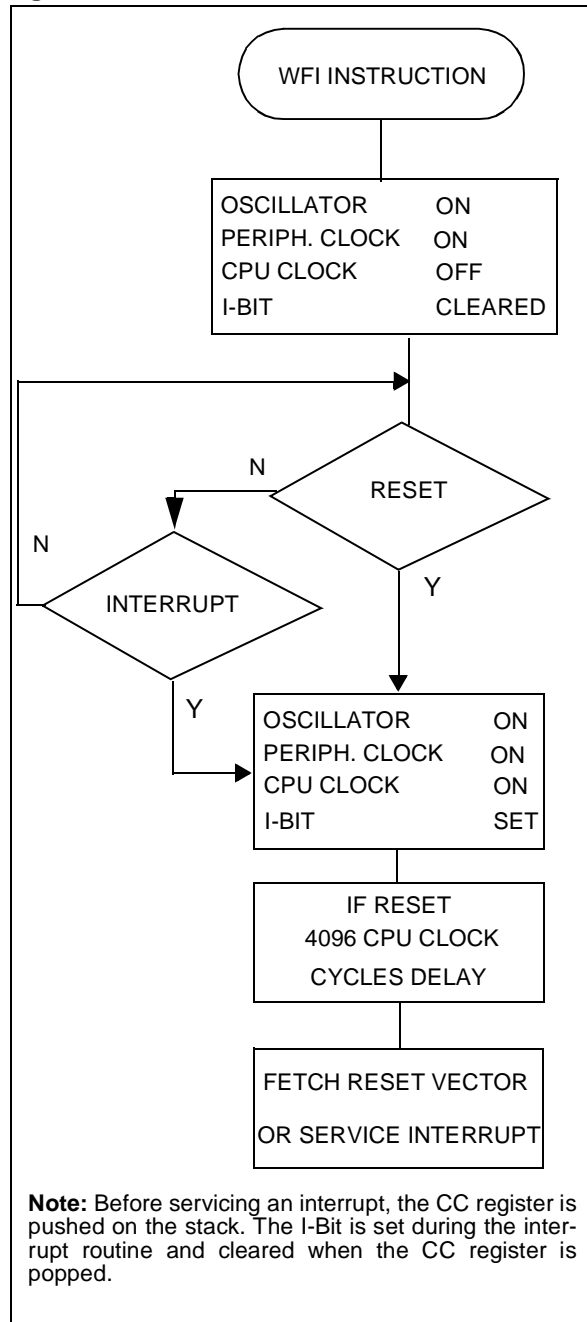 WFI INSTRUCTION
OSCILLATOR ON
PERIPH. CLOCK ON
CPU CLOCK OFF
I-BIT CLEARED
N
RESET
N
INTERRUPT
Y
Y
OSCILLATOR ON
PERIPH. CLOCK ON
CPU CLOCK ON
I-BIT SET
IF RESET
4096 CPU CLOCK
CYCLES DELAY
FETCH RESET VECTOR
OR SERVICE INTERRUPT
Note: Before servicing an interrupt, the CC register is
pushed on the stack. The I-Bit is set during the inter-
rupt routine and cleared when the CC register is
popped.